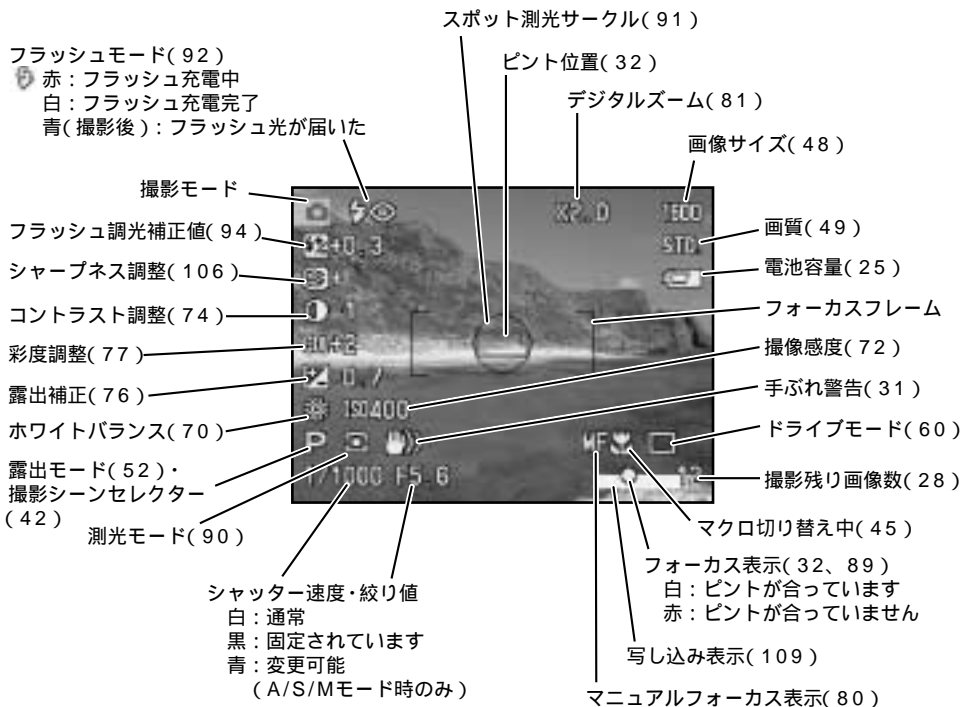 スポット測光サークル(91)
フラッシュモード(92)
赤：フラッシュ充電中
白：フラッシュ充電完了
青(撮影後)：フラッシュ光が届いた
ピント位置(32)
デジタルズーム(81)
画像サイズ(48)
撮影モード
フラッシュ調光補正値(94)
シャープネス調整(106)
コントラスト調整(74)
彩度調整(77)
露出補正(76)
ホワイトバランス(70)
露出モード(52)・
撮影シーンセレクター
(42)
測光モード(90)
+0.3
+2
ISO400
P
1/1000 F5.6
STD.
MF
画質(49)
電池容量(25)
フォーカスフレーム
撮像感度(72)
手ぶれ警告(31)
ドライブモード(60)
撮影残り画像数(28)
マクロ切り替え中(45)
フォーカス表示(32、89)
白：ピントが合っています
赤：ピントが合っていません
写し込み表示(109)
マニュアルフォーカス表示(80)
シャッター速度・絞り値
白：通常
黒：固定されています
青：変更可能
(A/S/Mモード時のみ)